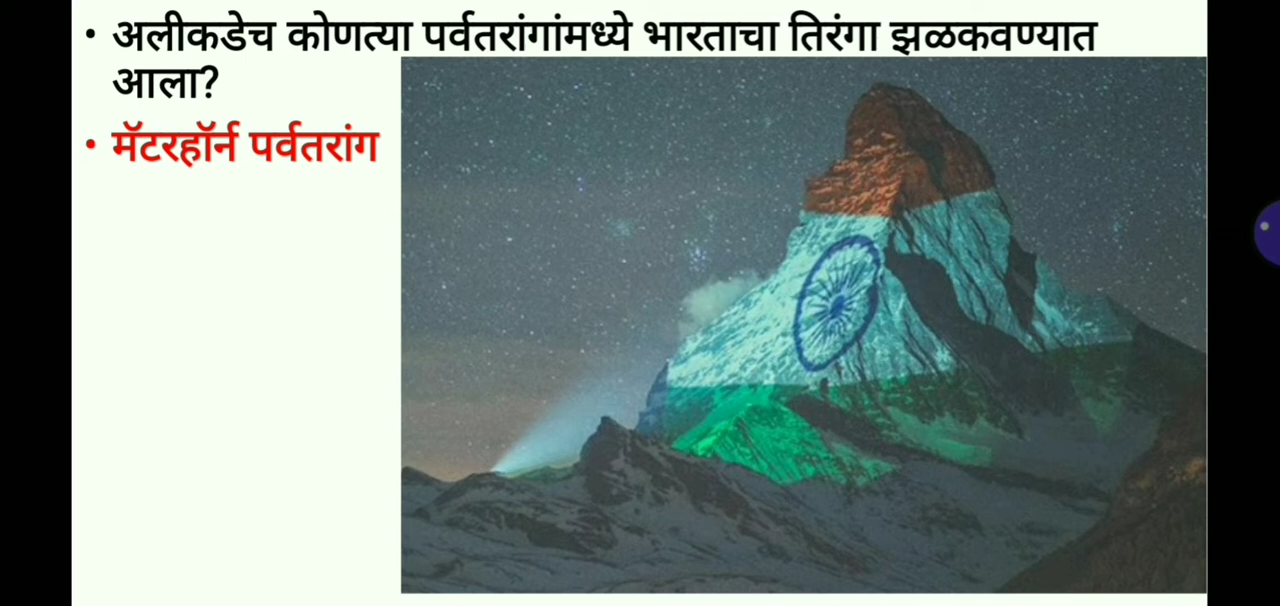 • अलीकडेच कोणत्या पर्वतरांगांमध्ये भारताचा तिरंगा झळकवण्यात
आला?
• मॅटरहॉर्न पर्वतरांग